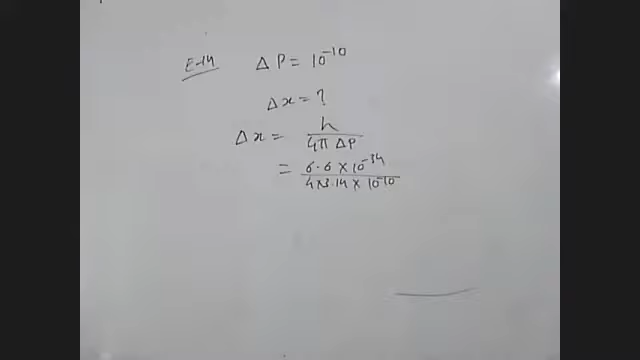 E-14 ΔP = 10⁻¹⁰
Δx = ?
Δx = h / 4π ΔP
= 6.6 × 10⁻³⁴ / 4×3.14 × 10⁻¹⁰